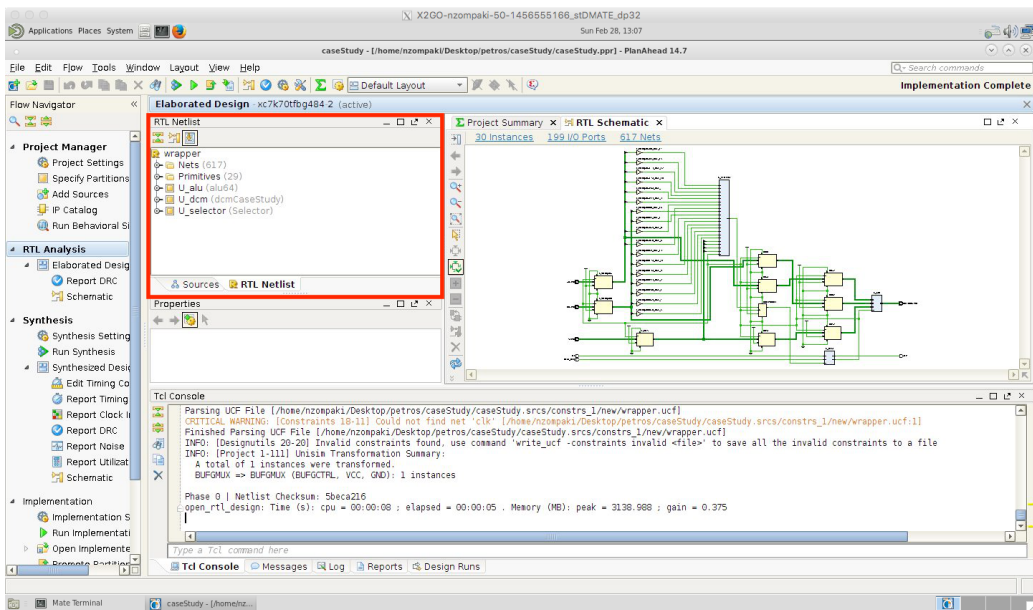 X2GO-nzompaki-50-1456555166_stDMATE_dp32
Applications Places System
Sun Feb 28, 13:07
caseStudy - [/home/nzompaki/Desktop/petros/caseStudy/caseStudy.ppr] - PlanAhead 14.7
File Edit Flow Tools Window Layout View Help
Search commands
Default Layout
Implementation Complete
Flow Navigator
Elaborated Design - xc7k70tfbg484-2 (active)
Project Manager
Project Settings
Specify Partitions
Add Sources
IP Catalog
Run Behavioral Si
RTL Analysis
Elaborated Desig
Report DRC
Schematic
Synthesis
Synthesis Setting
Run Synthesis
Synthesized Desig
Edit Timing Co
Report Timing
Report Clock I
Report DRC
Report Noise
Report Utilizat
Schematic
Implementation
Implementation S
Run Implementati
Open Implemente
Promote Partition
RTL Netlist
wrapper
Nets (617)
Primitives (29)
U_alu (alu64)
U_dcm (dcmCaseStudy)
U_selector (Selector)
Sources RTL Netlist
Properties
Project Summary RTL Schematic
30 Instances 199 I/O Ports 617 Nets
Tcl Console
Parsing UCF File [/home/nzompaki/Desktop/petros/caseStudy/caseStudy.srcs/constrs_1/new/wrapper.ucf]
CRITICAL WARNING: [Constraints 18-11] Could not find net 'clk' [/home/nzompaki/Desktop/petros/caseStudy/caseStudy.srcs/constrs_1/new/wrapper.ucf:1]
Finished Parsing UCF File [/home/nzompaki/Desktop/petros/caseStudy/caseStudy.srcs/constrs_1/new/wrapper.ucf]
INFO: [Designutils 20-20] Invalid constraints found, use command 'write_ucf -constraints invalid <file>' to save all the invalid constraints to a file
INFO: [Project 1-111] Unisim Transformation Summary:
A total of 1 instances were transformed.
BUFGMUX => BUFGMUX (BUFGCTRL, VCC, GND): 1 instances
Phase 0 | Netlist Checksum: 5beca216
open_rtl_design: Time (s): cpu = 00:00:08 ; elapsed = 00:00:05 . Memory (MB): peak = 3138.988 ; gain = 0.375
Type a Tcl command here
Tcl Console Messages Log Reports Design Runs
Mate Terminal
caseStudy - [/home/nz...